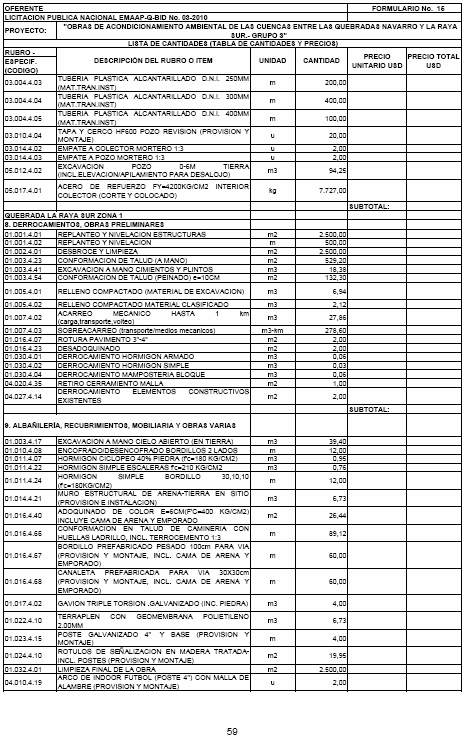 OFERENTE FORMULARIO No. 15
LICITACION PUBLICA NACIONAL EMAAP-Q-BID No. 03-2010
PROYECTO: "OBRAS DE ACONDICIONAMIENTO AMBIENTAL DE LAS CUENCAS ENTRE LAS QUEBRADAS NAVARRO Y LA RAYA
SUR.- GRUPO 3"
LISTA DE CANTIDADES (TABLA DE CANTIDADES Y PRECIOS)
RUBRO -
ESPECIF.
(CODIGO) DESCRIPCIÓN DEL RUBRO O ITEM UNIDAD CANTIDAD PRECIO
UNITARIO USD PRECIO TOTAL
USD
03.004.4.03 TUBERIA PLASTICA ALCANTARILLADO D.N.I. 250MM
(MAT.TRAN.INST) m 200,00
03.004.4.04 TUBERIA PLASTICA ALCANTARILLADO D.N.I. 300MM
(MAT.TRAN.INST) m 400,00
03.004.4.05 TUBERIA PLASTICA ALCANTARILLADO D.N.I. 400MM
(MAT.TRAN.INST) m 100,00
03.010.4.04 TAPA Y CERCO HF600 POZO REVISION (PROVISION Y
MONTAJE) u 20,00
03.014.4.02 EMPATE A COLECTOR MORTERO 1:3 u 2,00
03.014.4.03 EMPATE A POZO MORTERO 1:3 u 2,00
05.012.4.02 EXCAVACION POZO 0-6M TIERRA
(INCL.ELEVACION/APILAMIENTO PARA DESALOJO) m3 94,25
05.017.4.01 ACERO DE REFUERZO FY=4200KG/CM2 INTERIOR
COLECTOR (CORTE Y COLOCADO) kg 7.727,00
SUBTOTAL:
QUEBRADA LA RAYA SUR ZONA 1
8. DERROCAMIENTOS, OBRAS PRELIMINARES
01.001.4.01 REPLANTEO Y NIVELACION ESTRUCTURAS m2 2.500,00
01.001.4.02 REPLANTEO Y NIVELACION m 500,00
01.002.4.01 DESBROCE Y LIMPIEZA m2 2.500,00
01.003.4.23 CONFORMACION DE TALUD (A MANO) m2 529,20
01.003.4.41 EXCAVACION A MANO CIMIENTOS Y PLINTOS m3 18,38
01.003.4.54 CONFORMACION DE TALUD (PEINADO) e=10CM m2 132,30
01.005.4.01 RELLENO COMPACTADO (MATERIAL DE EXCAVACION) m3 6,94
01.005.4.02 RELLENO COMPACTADO MATERIAL CLASIFICADO m3 2,12
01.007.4.02 ACARREO MECANICO HASTA 1 km
(carga,transporte,volteo) m3 27,86
01.007.4.03 SOBREACARREO (transporte/medios mecanicos) m3-km 278,60
01.016.4.07 ROTURA PAVIMENTO 3"-4" m2 2,00
01.016.4.23 DESADOQUINADO m2 2,00
01.030.4.01 DERROCAMIENTO HORMIGON ARMADO m3 0,06
01.030.4.02 DERROCAMIENTO HORMIGON SIMPLE m3 0,03
01.030.4.04 DERROCAMIENTO MAMPOSTERIA BLOQUE m3 0,06
04.020.4.35 RETIRO CERRAMIENTO MALLA m2 1,00
04.027.4.14 DERROCAMIENTO ELEMENTOS CONSTRUCTIVOS
EXISTENTES m2 2,00
SUBTOTAL:
9. ALBAÑILERÍA, RECUBRIMIENTOS, MOBILIARIA Y OBRAS VARIAS
01.003.4.17 EXCAVACION A MANO CIELO ABIERTO (EN TIERRA) m3 39,40
01.010.4.08 ENCOFRADO/DESENCOFRADO BORDILLOS 2 LADOS m 12,00
01.011.4.07 HORMIGON CICLOPEO 40% PIEDRA (f'c=180 KG/CM2) m3 0,95
01.011.4.22 HORMIGON SIMPLE ESCALERAS f'c=210 KG/CM2 m3 0,76
01.011.4.24 HORMIGON SIMPLE BORDILLO 30,10,10
(f'c=180KG/CM2) m 12,00
01.014.4.21 MURO ESTRUCTURAL DE ARENA-TIERRA EN SITIO
(PROVISION E INSTALACION) m3 6,73
01.016.4.40 ADOQUINADO DE COLOR E=6CM(F'C=400 KG/CM2)
INCLUYE CAMA DE ARENA Y EMPORADO m2 26,44
01.016.4.66 CONFORMACION EN TALUD DE CAMINERIA CON
HUELLAS LADRILLO, INCL. TERROCEMENTO 1:3 m 89,12
01.016.4.67 BORDILLO PREFABRICADO PESADO 100cm PARA VIA
(PROVISION Y MONTAJE, INCL. CAMA DE ARENA Y
EMPORADO) m 60,00
01.016.4.68 CANALETA PREFABRICADA PARA VIA 30X30cm
(PROVISION Y MONTAJE, INCL. CAMA DE ARENA Y
EMPORADO) m 60,00
01.017.4.02 GAVION TRIPLE TORSION .GALVANIZADO (INC. PIEDRA) m3 4,00
01.022.4.10 TERRAPLEN CON GEOMEMBRANA POLIETILENO
2.00MM m3 6,73
01.023.4.15 POSTE GALVANIZADO 4" Y BASE (PROVISION Y
MONTAJE) m 4,00
01.024.4.10 ROTULOS DE SEÑALIZACION EN MADERA TRATADA-
INCL. POSTES (PROVISION Y MONTAJE) m2 19,95
01.032.4.01 LIMPIEZA FINAL DE LA OBRA m2 2.500,00
04.010.4.19 ARCO DE INDOOR FUTBOL (POSTE 4") CON MALLA DE
ALAMBRE (PROVISION Y MONTAJE) u 2,00
59